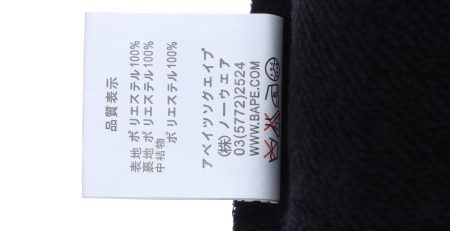 品質表示
表地 ポリエステル100%
裏地 ポリエステル100%
中詰物
ポリエステル100%
アベイシングエイプ
(株)ノーウェア
03(5772)2524
WWW.BAPE.COM